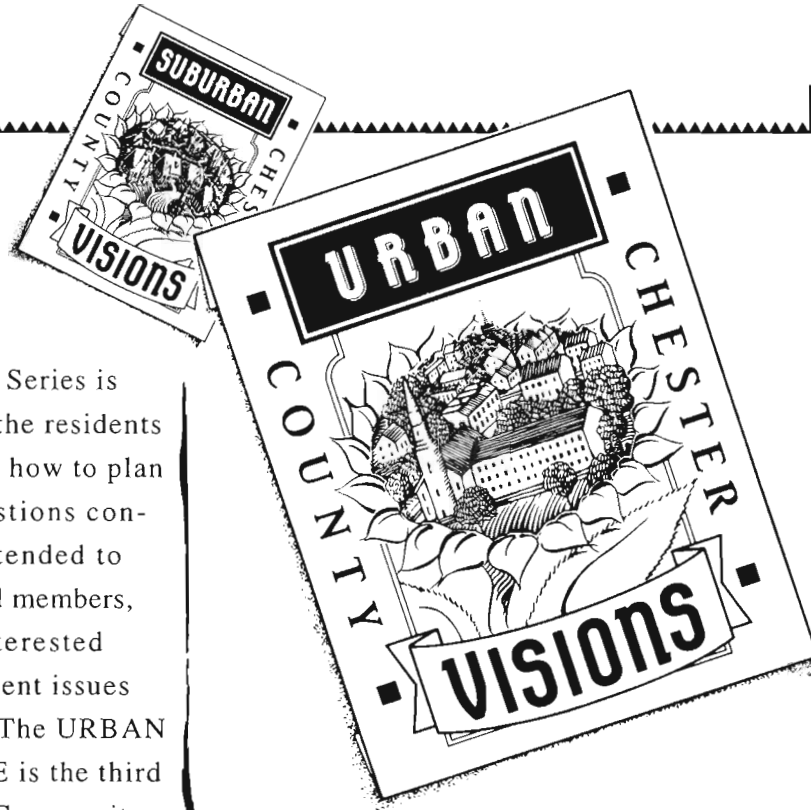 SUBURBAN
COUNTY
CHES
VISIONS
URBAN
COUNTY
CHESTER
VISIONS
Series is
the residents
how to plan
stions con-
tended to
members,
terested
ent issues
The URBAN
E is the third